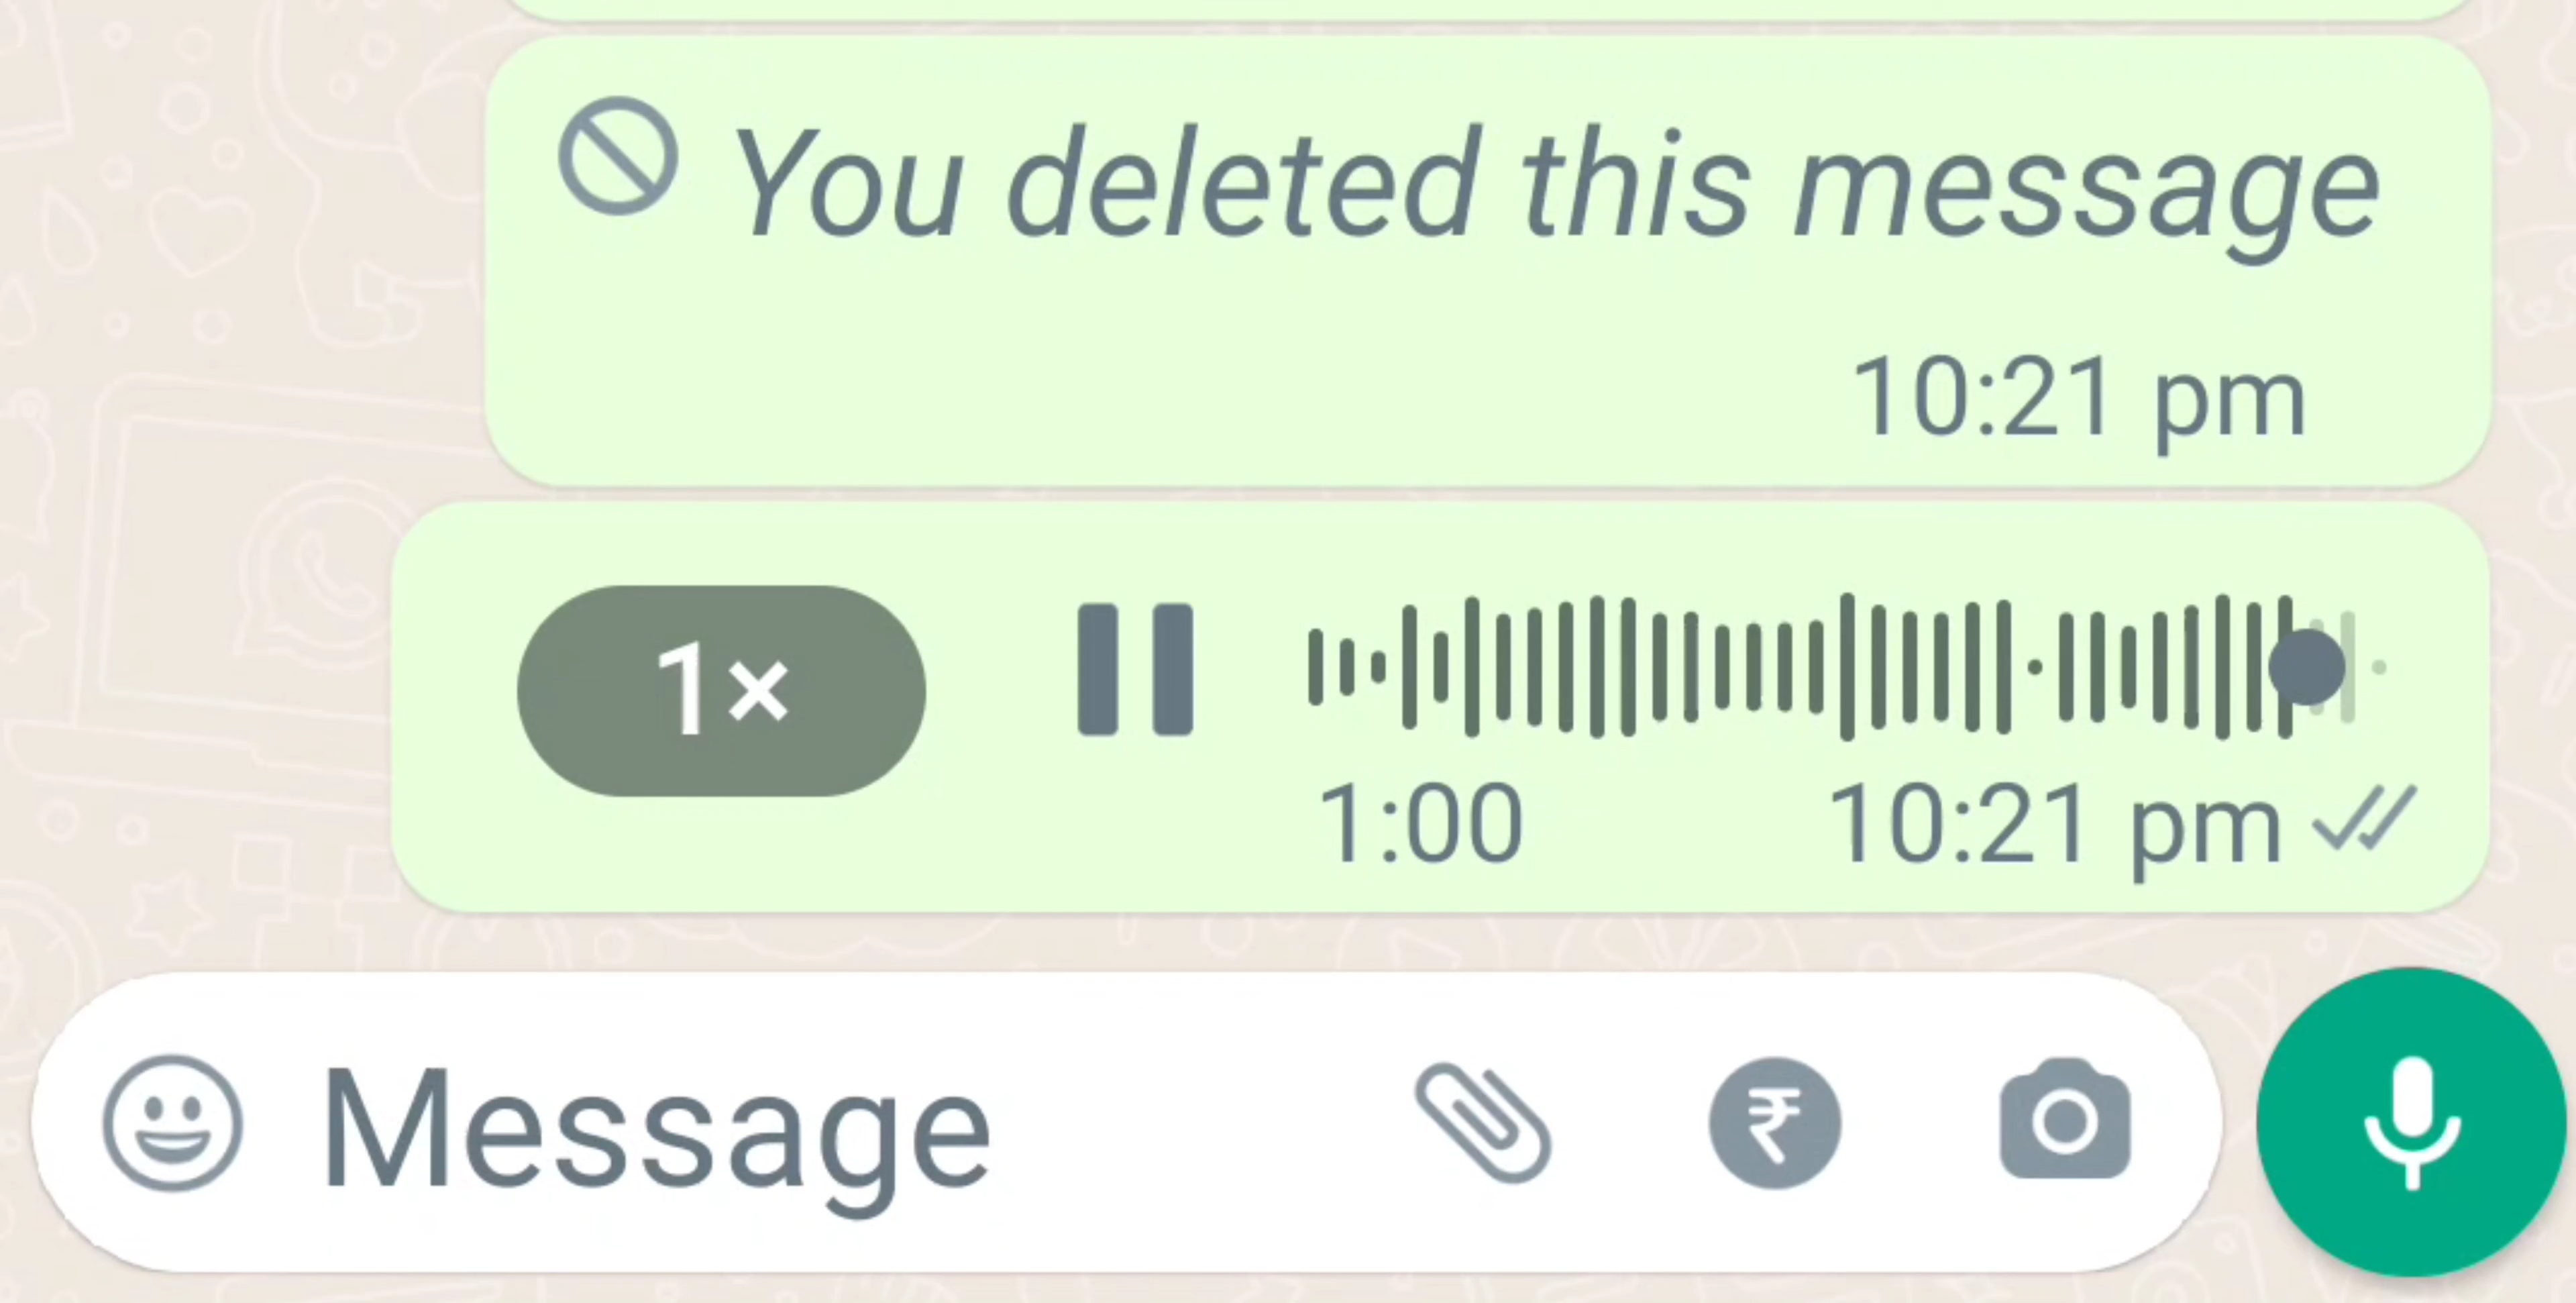 You deleted this message
10:21 pm
1×
1:00 10:21 pm
Message
₹